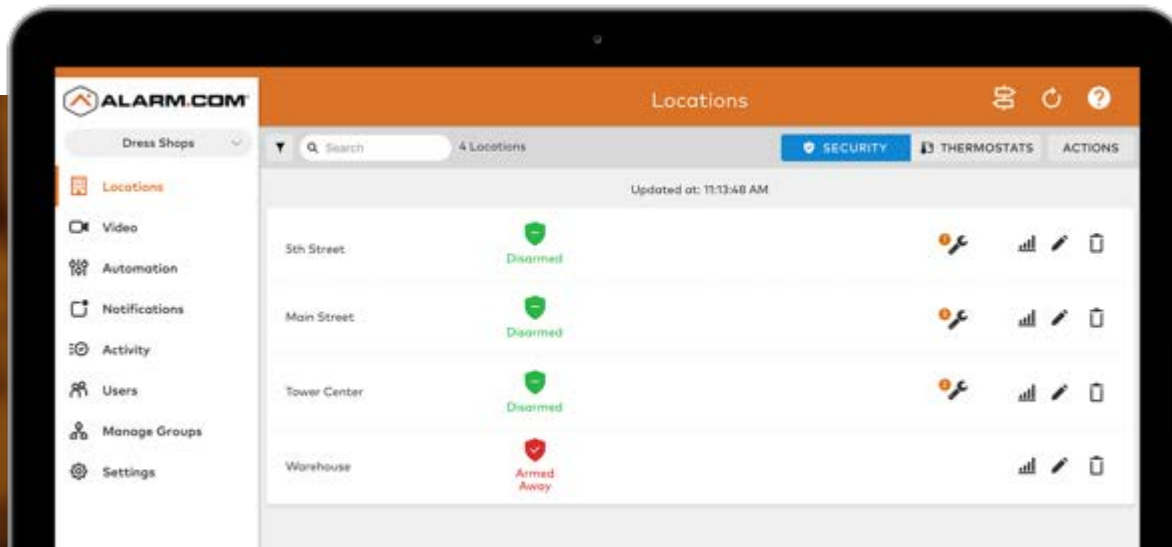 ALARM.COM
Locations
?
Dress Shops
Search
4 Locations
SECURITY
THERMOSTATS
ACTIONS
Updated at: 11:13:48 AM
Locations
Video
Automation
Notifications
Activity
Users
Manage Groups
Settings
5th Street
Disarmed
Main Street
Disarmed
Tower Center
Disarmed
Warehouse
Armed
Away